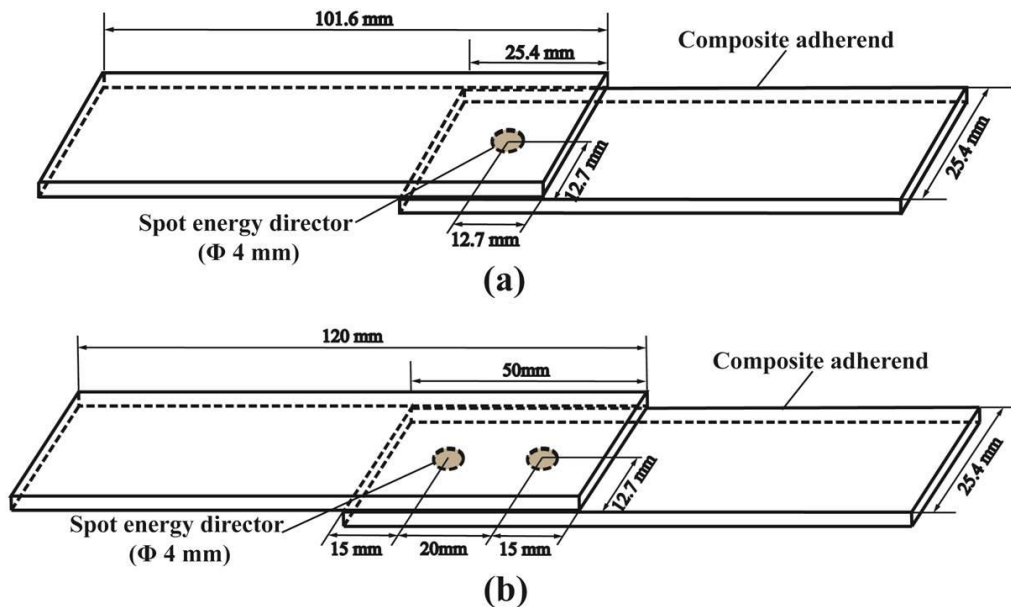 101.6 mm
25.4 mm
Composite adherend
12.7 mm
25.4 mm
Spot energy director
(Φ 4 mm)
12.7 mm
(a)
120 mm
50mm
Composite adherend
12.7 mm
25.4 mm
Spot energy director
(Φ 4 mm)
15 mm
20mm
15 mm
(b)